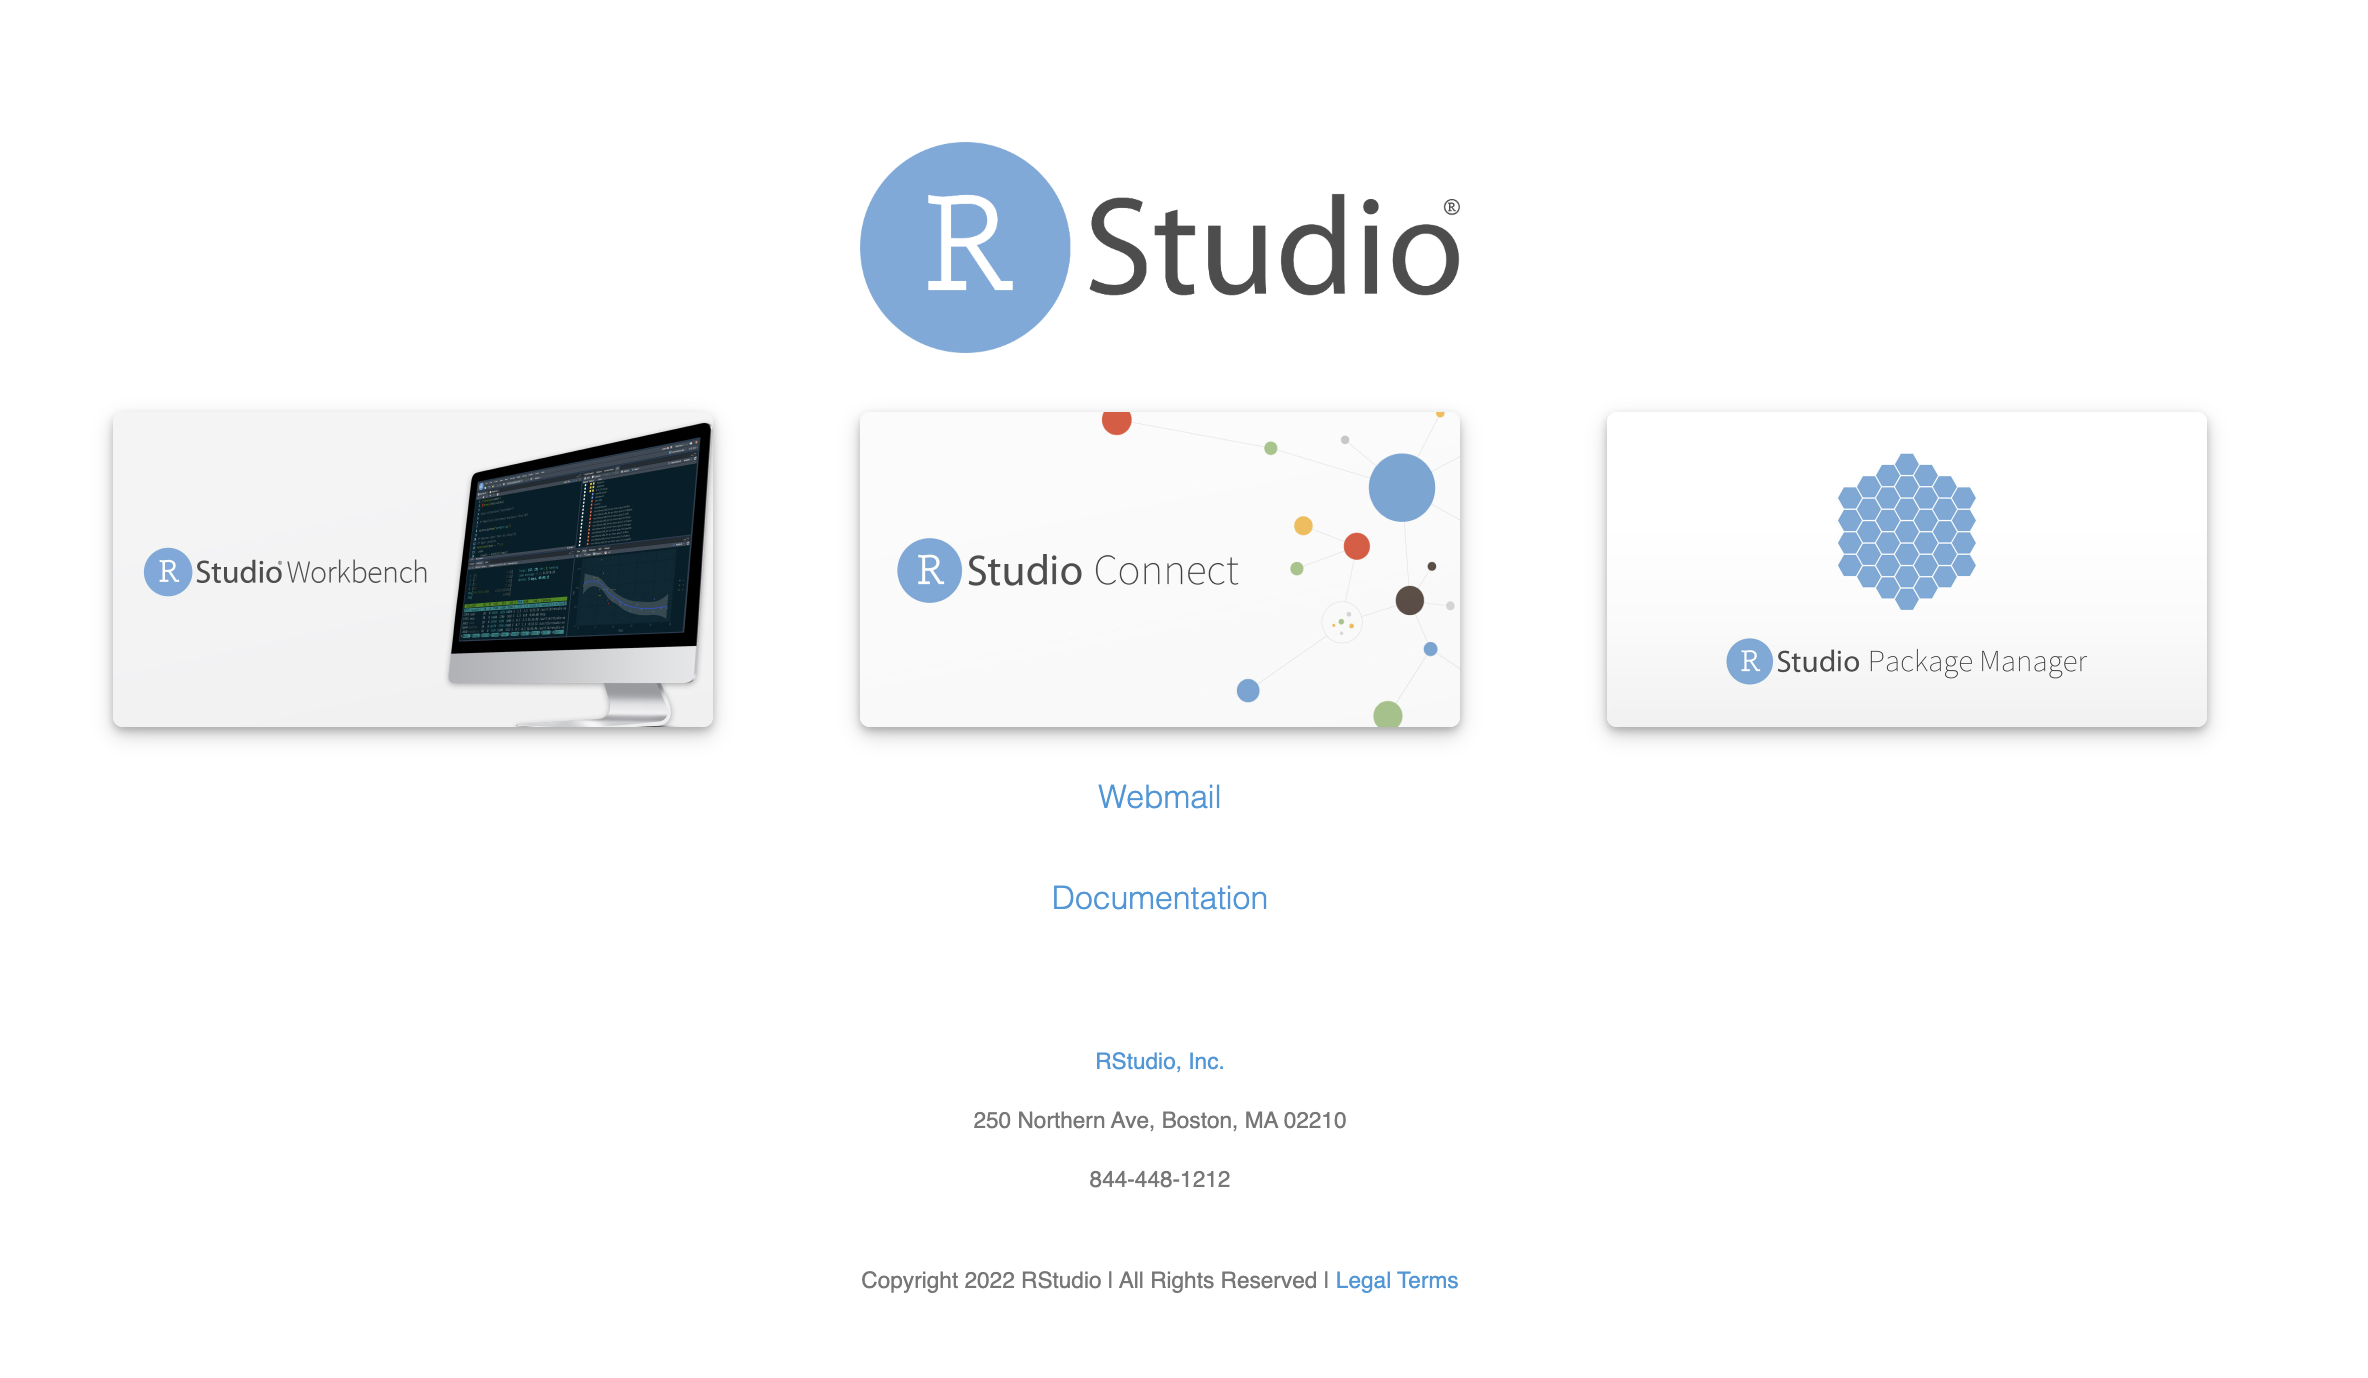 R Studio®
R Studio® Workbench
R Studio Connect
R Studio Package Manager
Webmail
Documentation
RStudio, Inc.
250 Northern Ave, Boston, MA 02210
844-448-1212
Copyright 2022 RStudio | All Rights Reserved | Legal Terms